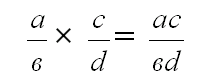 a/в × c/d = ac/вd